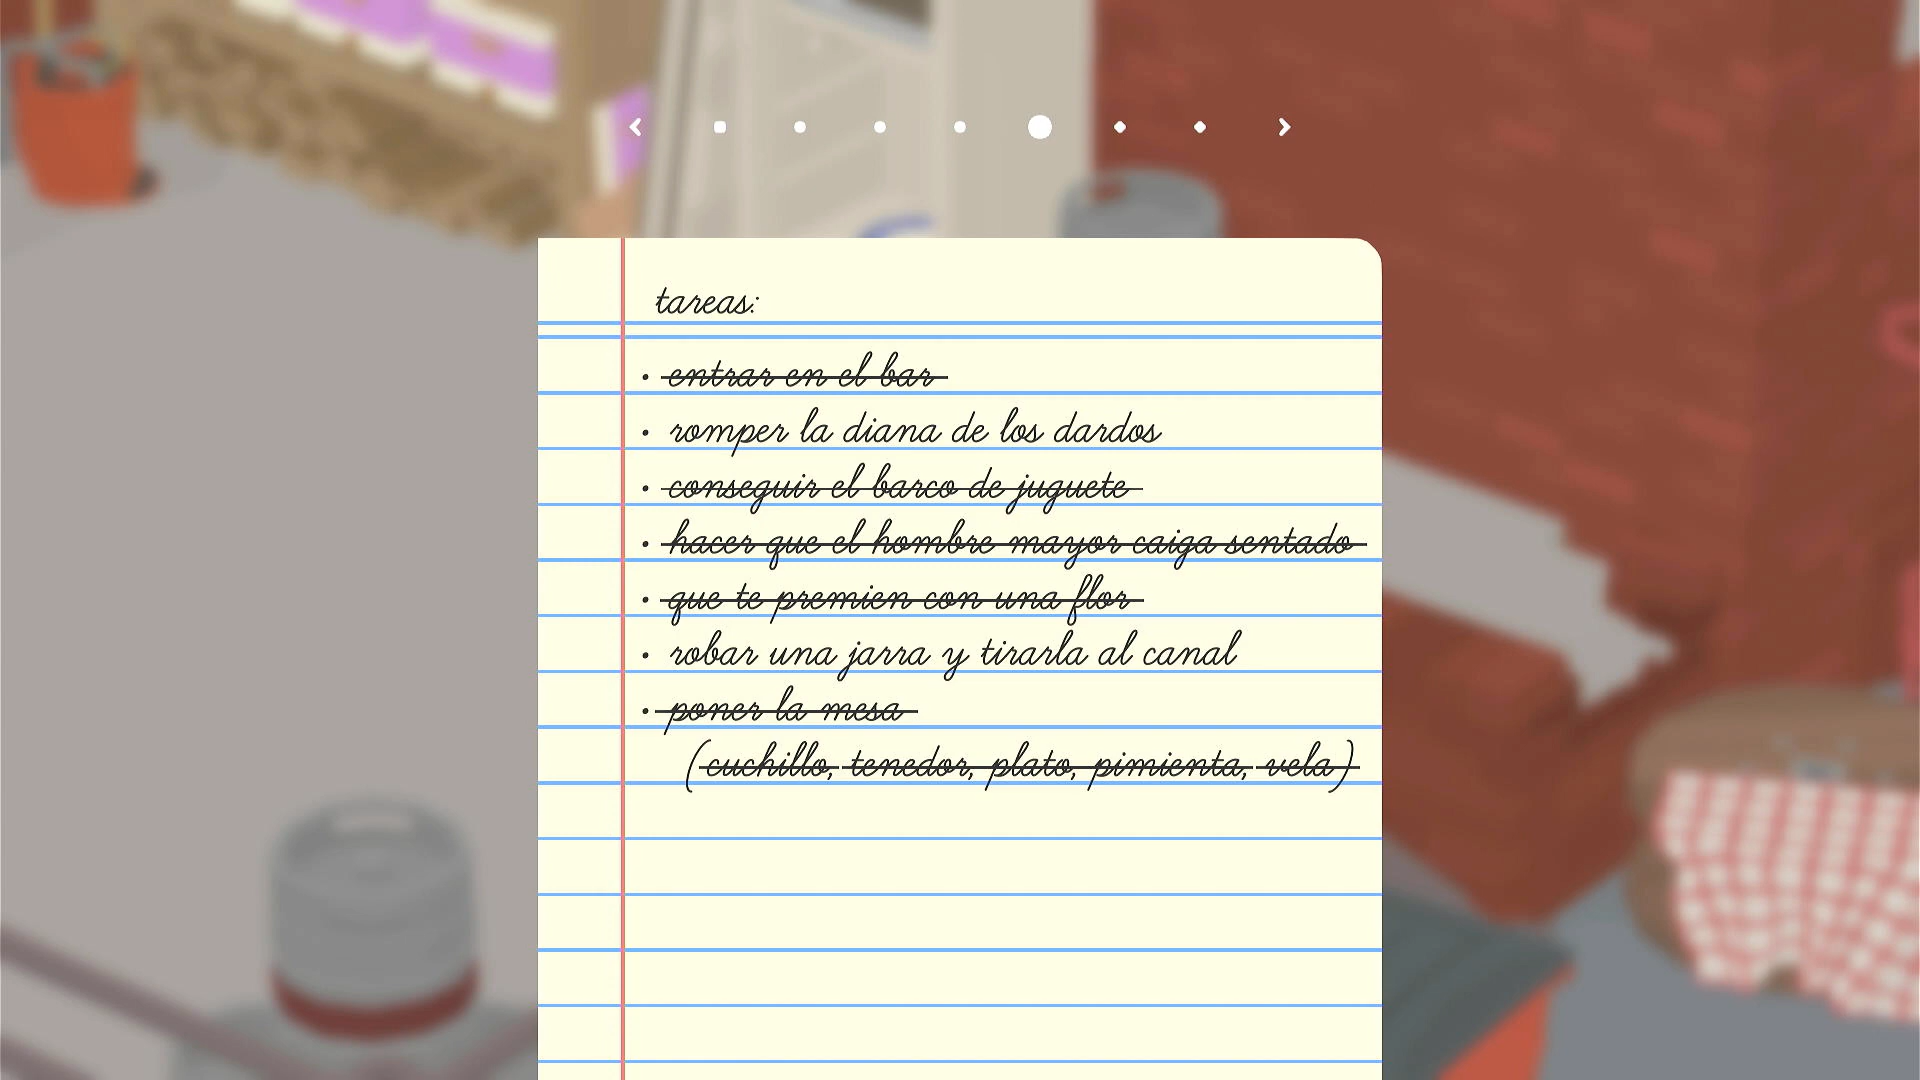 tareas:
• entrar en el bar
• romper la diana de los dardos
• conseguir el barco de juguete
• hacer que el hombre mayor caiga sentado
• que te premien con una flor
• robar una jarra y tirarla al canal
• poner la mesa
(cuchillo, tenedor, plato, pimienta, vela)